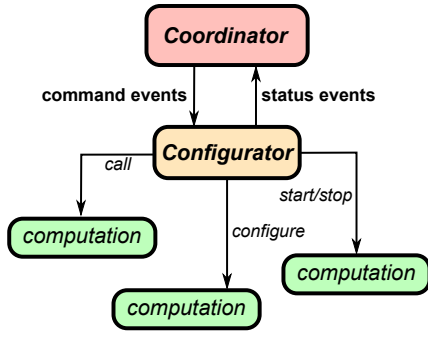 Coordinator
command events
status events
Configurator
call
start/stop
computation
configure
computation
computation